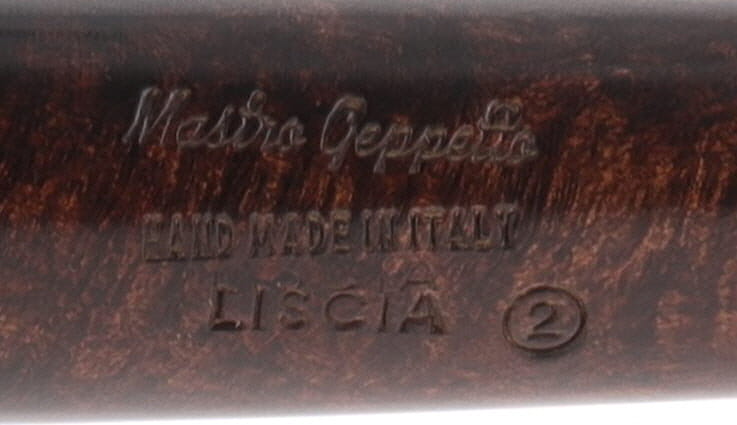 Mastro Geppetto
HAND MADE IN ITALY
LISCIA 2